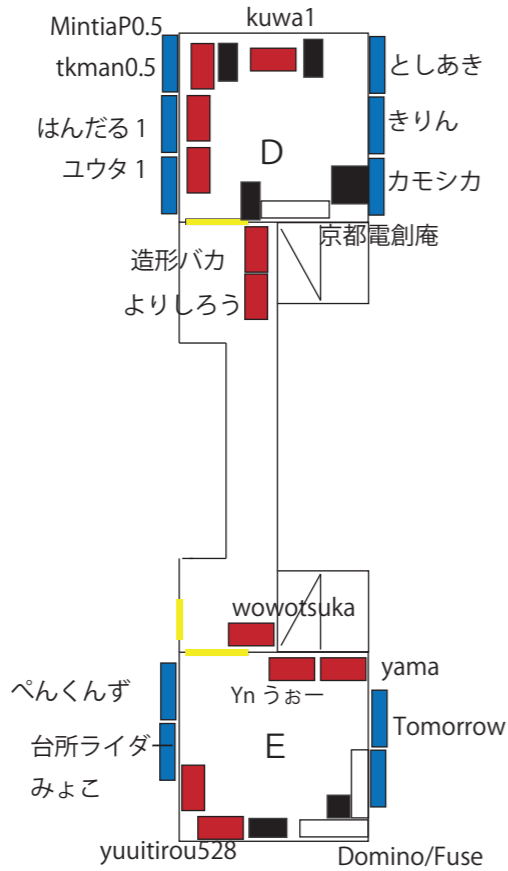 kuwa1
MintiaP0.5
tkman0.5
としあき
はんだる 1
きりん
D
ユウタ 1
カモシカ
京都電創庵
造形バカ
よりしろう
wowotsuka
yama
Yn うぉー
ぺんくんず
Tomorrow
台所ライダー
E
みょこ
yuuitirou528
Domino/Fuse